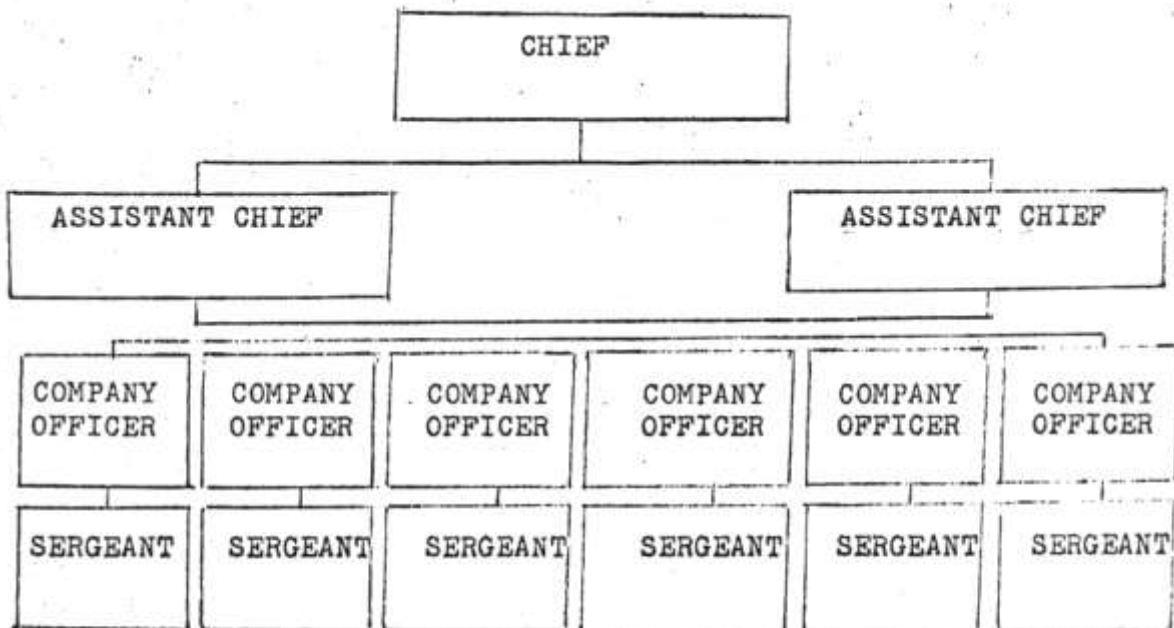 CHIEF
ASSISTANT CHIEF
ASSISTANT CHIEF
COMPANY
OFFICER
COMPANY
OFFICER
COMPANY
OFFICER
COMPANY
OFFICER
COMPANY
OFFICER
COMPANY
OFFICER
SERGEANT
SERGEANT
SERGEANT
SERGEANT
SERGEANT
SERGEANT